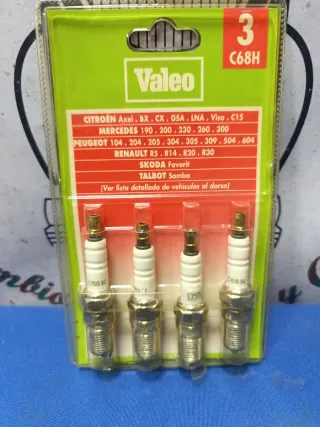 3
C68H
Valeo
CITROËN Axel . BX . CX . GSA . LNA . Visa . C15
MERCEDES 190 . 200 . 230 . 260 . 300
PEUGEOT 104 . 204 . 205 . 304 . 305 . 309 . 504 . 604
RENAULT R5 . R14 . R20 . R30
SKODA Favorit
TALBOT Samba
(Ver lista detallada de vehículos al dorso)
C68H
C68H